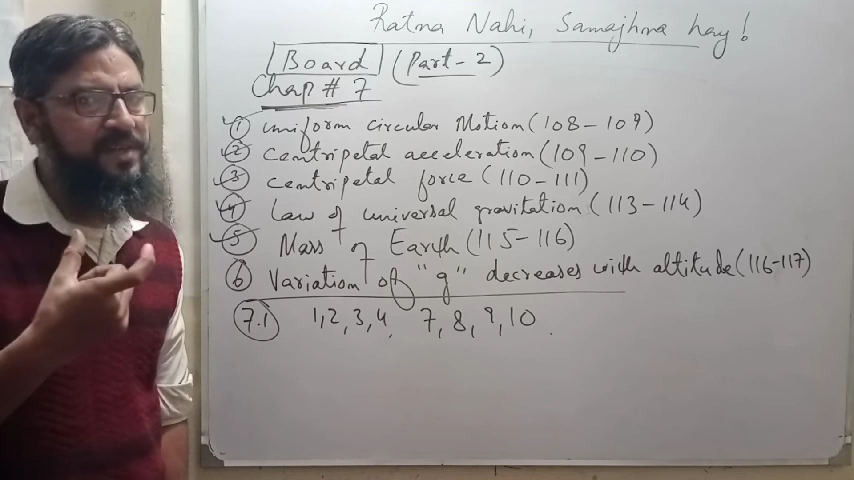 Ratna Nahi, Samajhna hay!
Board (Part-2)
Chap # 7
1 uniform circular Motion (108-109)
2 centripetal acceleration (109-110)
3 centripetal force (110-111)
4 Law of universal gravitation (113-114)
5 Mass of Earth (115-116)
6 Variation of "g" decreases with altitude (116-117)
7.1 1,2,3,4, 7,8,9,10.